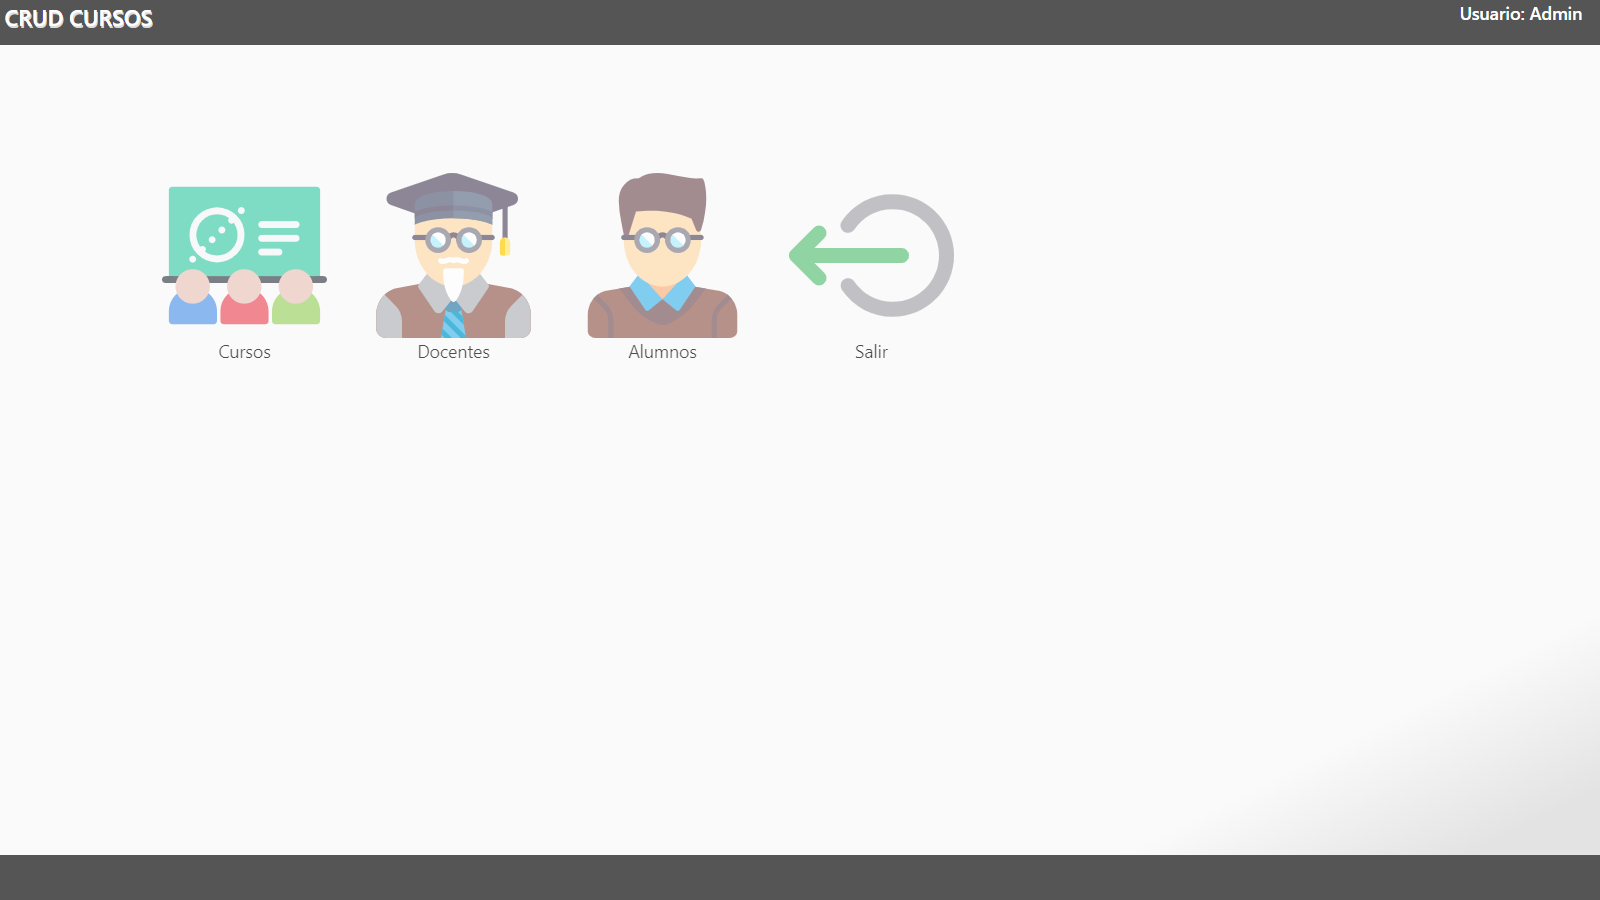 CRUD CURSOS
Usuario: Admin
Cursos
Docentes
Alumnos
Salir